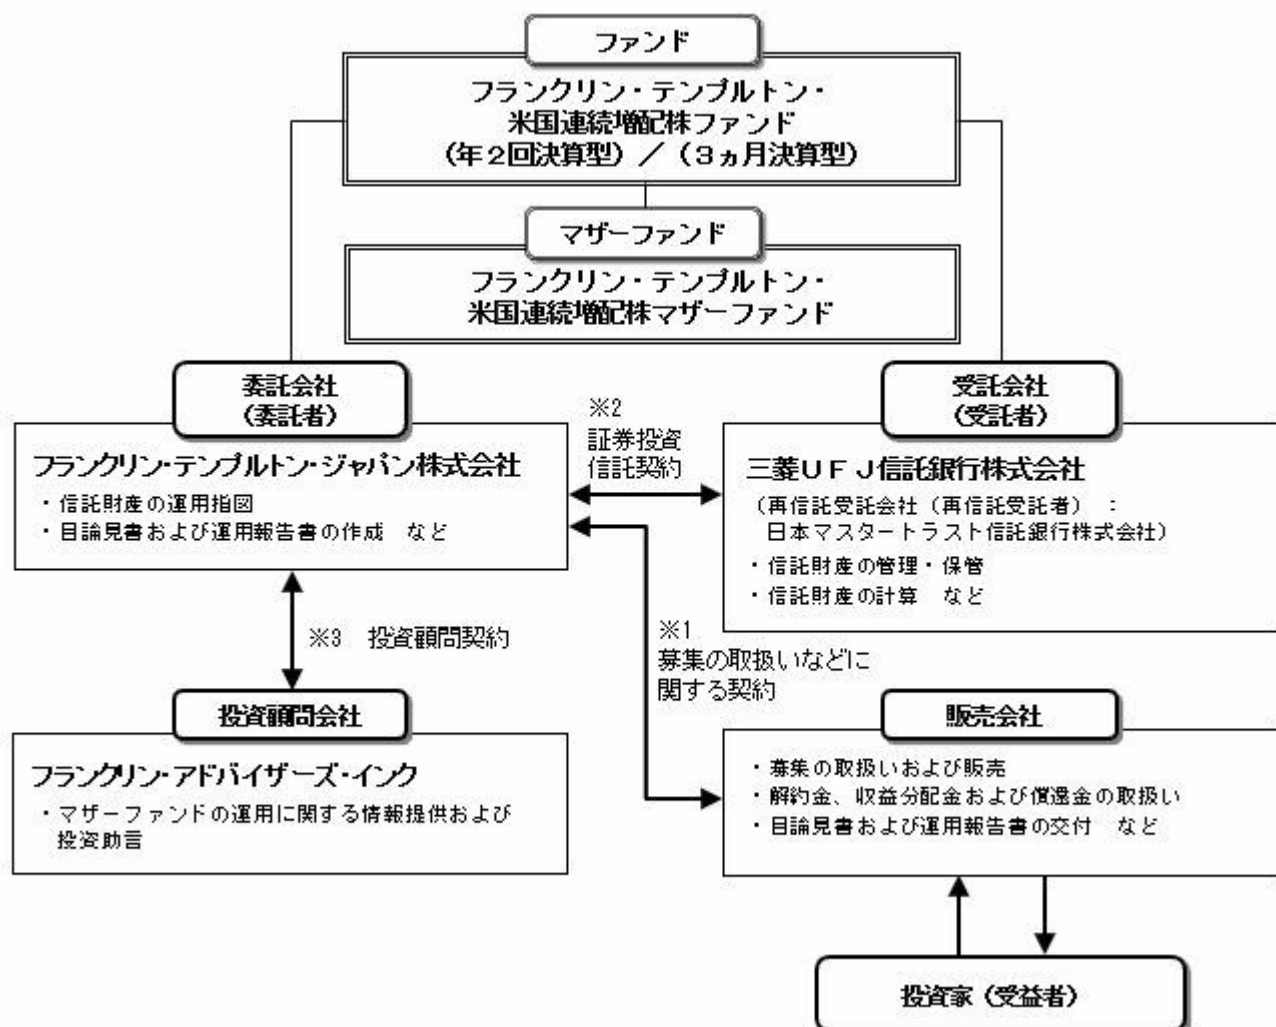 ファンド
フランクリン・テンプルトン・
米国連続増配株ファンド
(年２回決算型) ／ (３ヵ月決算型)
マザーファンド
フランクリン・テンプルトン・
米国連続増配株マザーファンド
委託会社
(委託者)
フランクリン・テンプルトン・ジャパン株式会社
・信託財産の運用指図
・目論見書および運用報告書の作成　など
※2
証券投資
信託契約
受託会社
(受託者)
三菱ＵＦＪ信託銀行株式会社
(再信託受託会社（再信託受託者）：
日本マスタートラスト信託銀行株式会社)
・信託財産の管理・保管
・信託財産の計算　など
※3　投資顧問契約
※1
募集の取扱いなどに
関する契約
投資顧問会社
フランクリン・アドバイザーズ・インク
・マザーファンドの運用に関する情報提供および
投資助言
販売会社
・募集の取扱いおよび販売
・解約金、収益分配金および償還金の取扱い
・目論見書および運用報告書の交付　など
投資家 (受益者)